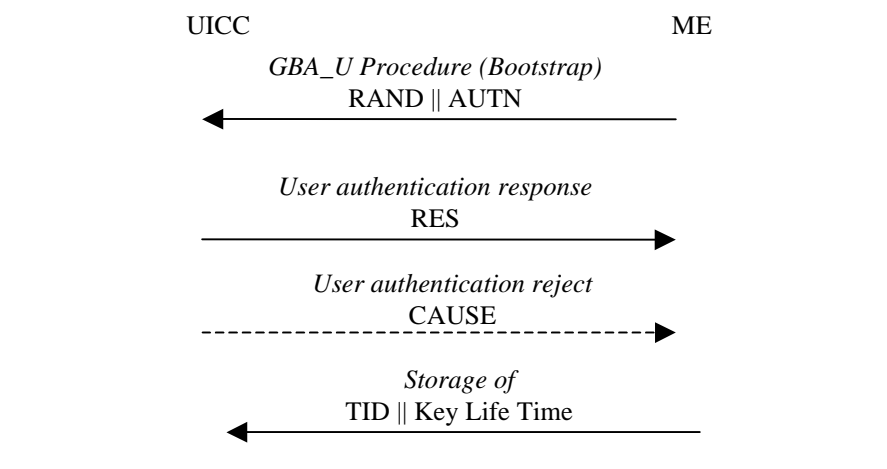 UICC ME
GBA_U Procedure (Bootstrap)
RAND || AUTN
User authentication response
RES
User authentication reject
CAUSE
Storage of
TID || Key Life Time